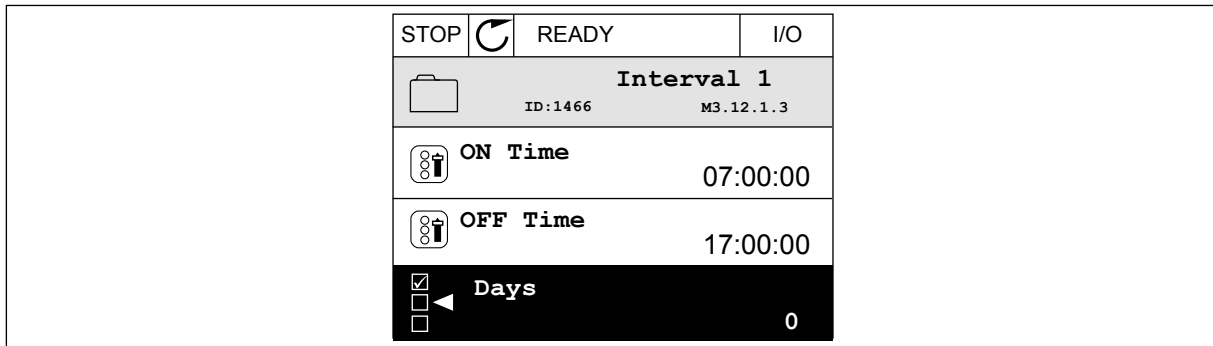 STOP READY I/O
Interval 1
ID:1466 M3.12.1.3
ON Time
07:00:00
OFF Time
17:00:00
Days
0